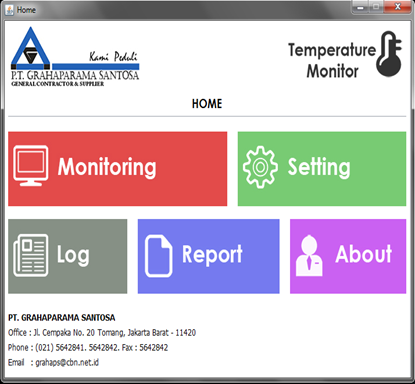 Home
Kami Peduli
P.T. GRAHAPARAMA SANTOSA
GENERAL CONTRACTOR & SUPPLIER
Temperature
Monitor
HOME
Monitoring
Setting
Log
Report
About
PT. GRAHAPARAMA SANTOSA
Office : Jl. Cempaka No. 20 Tomang, Jakarta Barat - 11420
Phone : (021) 5642841. 5642842. Fax : 5642842
Email : grahaps@cbn.net.id